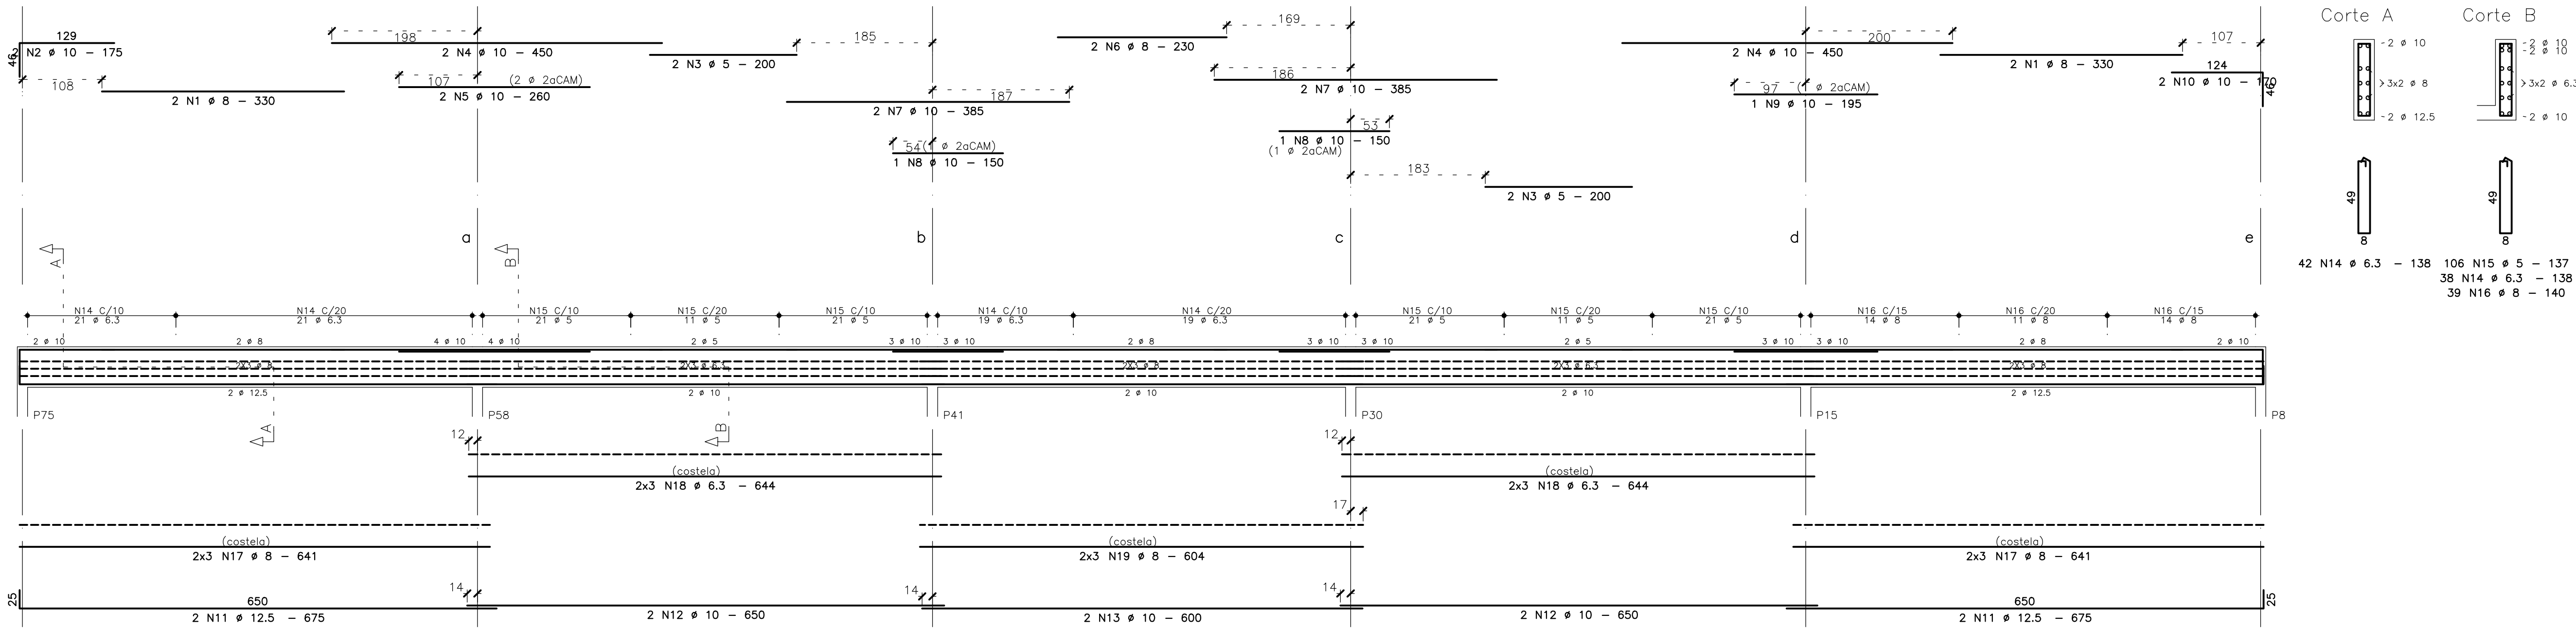 129
2 N2 ø 10 – 175
46
108
2 N1 ø 8 – 330
198
2 N4 ø 10 – 450
107
(2 ø 2aCAM)
2 N5 ø 10 – 260
2 N3 ø 5 – 200
185
2 N7 ø 10 – 385
187
54
(1 ø 2aCAM)
1 N8 ø 10 – 150
169
2 N6 ø 8 – 230
186
2 N7 ø 10 – 385
53
1 N8 ø 10 – 150
(1 ø 2aCAM)
183
2 N3 ø 5 – 200
200
2 N4 ø 10 – 450
97
(1 ø 2aCAM)
1 N9 ø 10 – 195
2 N1 ø 8 – 330
107
124
2 N10 ø 10 – 170
46
Corte A
2 ø 10
3x2 ø 8
2 ø 12.5
49
8
42 N14 ø 6.3 – 138
Corte B
2 ø 10
2 ø 10
3x2 ø 6.3
2 ø 10
49
8
106 N15 ø 5 – 137
38 N14 ø 6.3 – 138
39 N16 ø 8 – 140
a
b
c
d
e
A
B
N14 C/10
21 ø 6.3
N14 C/20
21 ø 6.3
N15 C/10
21 ø 5
N15 C/20
11 ø 5
N15 C/10
21 ø 5
N14 C/10
19 ø 6.3
N14 C/20
19 ø 6.3
N15 C/10
21 ø 5
N15 C/20
11 ø 5
N15 C/10
21 ø 5
N16 C/15
14 ø 8
N16 C/20
11 ø 8
N16 C/15
14 ø 8
2 ø 10
2 ø 8
4 ø 10
4 ø 10
2 ø 5
3 ø 10
3 ø 10
2 ø 8
3 ø 10
3 ø 10
2 ø 5
3 ø 10
3 ø 10
2 ø 8
2 ø 10
2X3 ø 8
2X3 ø 6.3
2X3 ø 8
2X3 ø 6.3
2X3 ø 8
2 ø 12.5
2 ø 10
2 ø 10
2 ø 10
2 ø 12.5
P75
P58
P41
P30
P15
P8
A
B
12
(costela)
2x3 N18 ø 6.3 – 644
12
(costela)
2x3 N18 ø 6.3 – 644
17
(costela)
2x3 N17 ø 8 – 641
(costela)
2x3 N19 ø 8 – 604
(costela)
2x3 N17 ø 8 – 641
25
650
2 N11 ø 12.5 – 675
14
2 N12 ø 10 – 650
14
2 N13 ø 10 – 600
14
2 N12 ø 10 – 650
650
2 N11 ø 12.5 – 675
25